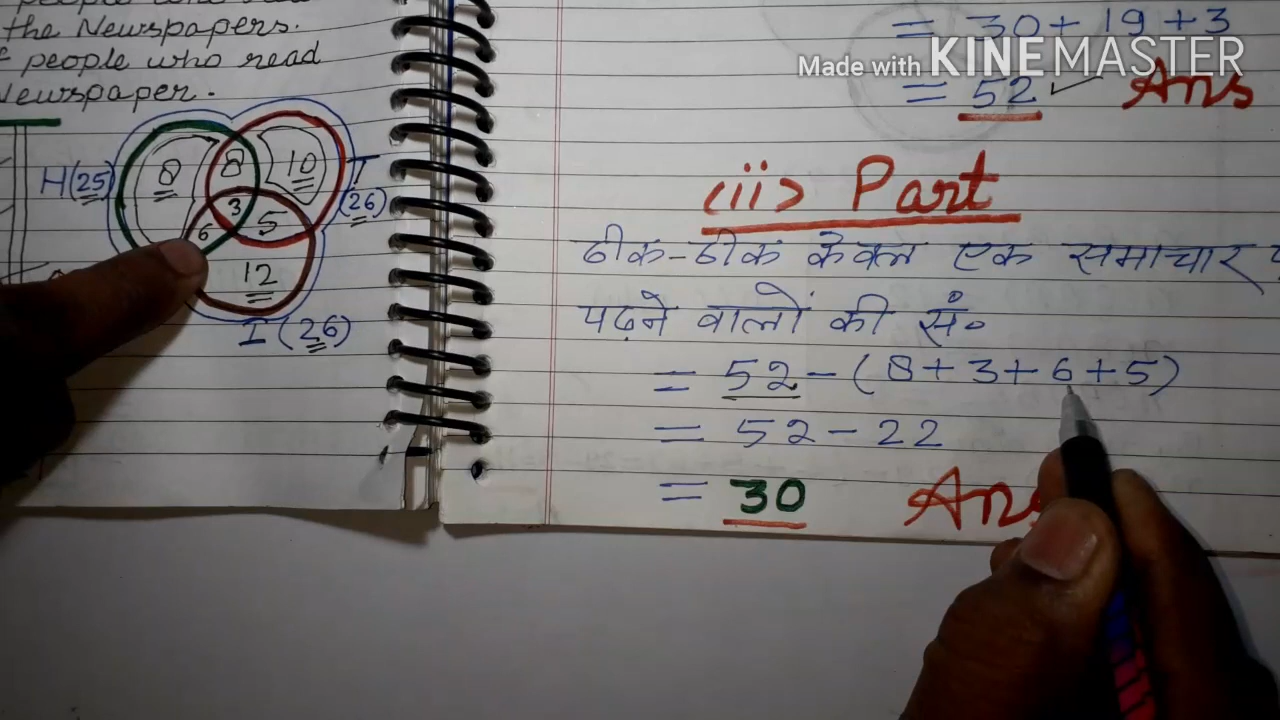 the Newspapers.
people who read
Newspaper.
H(25)
8
8
10
T
(26)
3
6
5
12
I (26)
= 30 + 19 + 3
Made with KINEMASTER
= 52 ✓ Ans
(ii) Part
ठीक-ठीक केवल एक समाचार
पढ़ने वालों की सं॰
= 52 - (8 + 3 + 6 + 5)
= 52 - 22
= 30 Ans